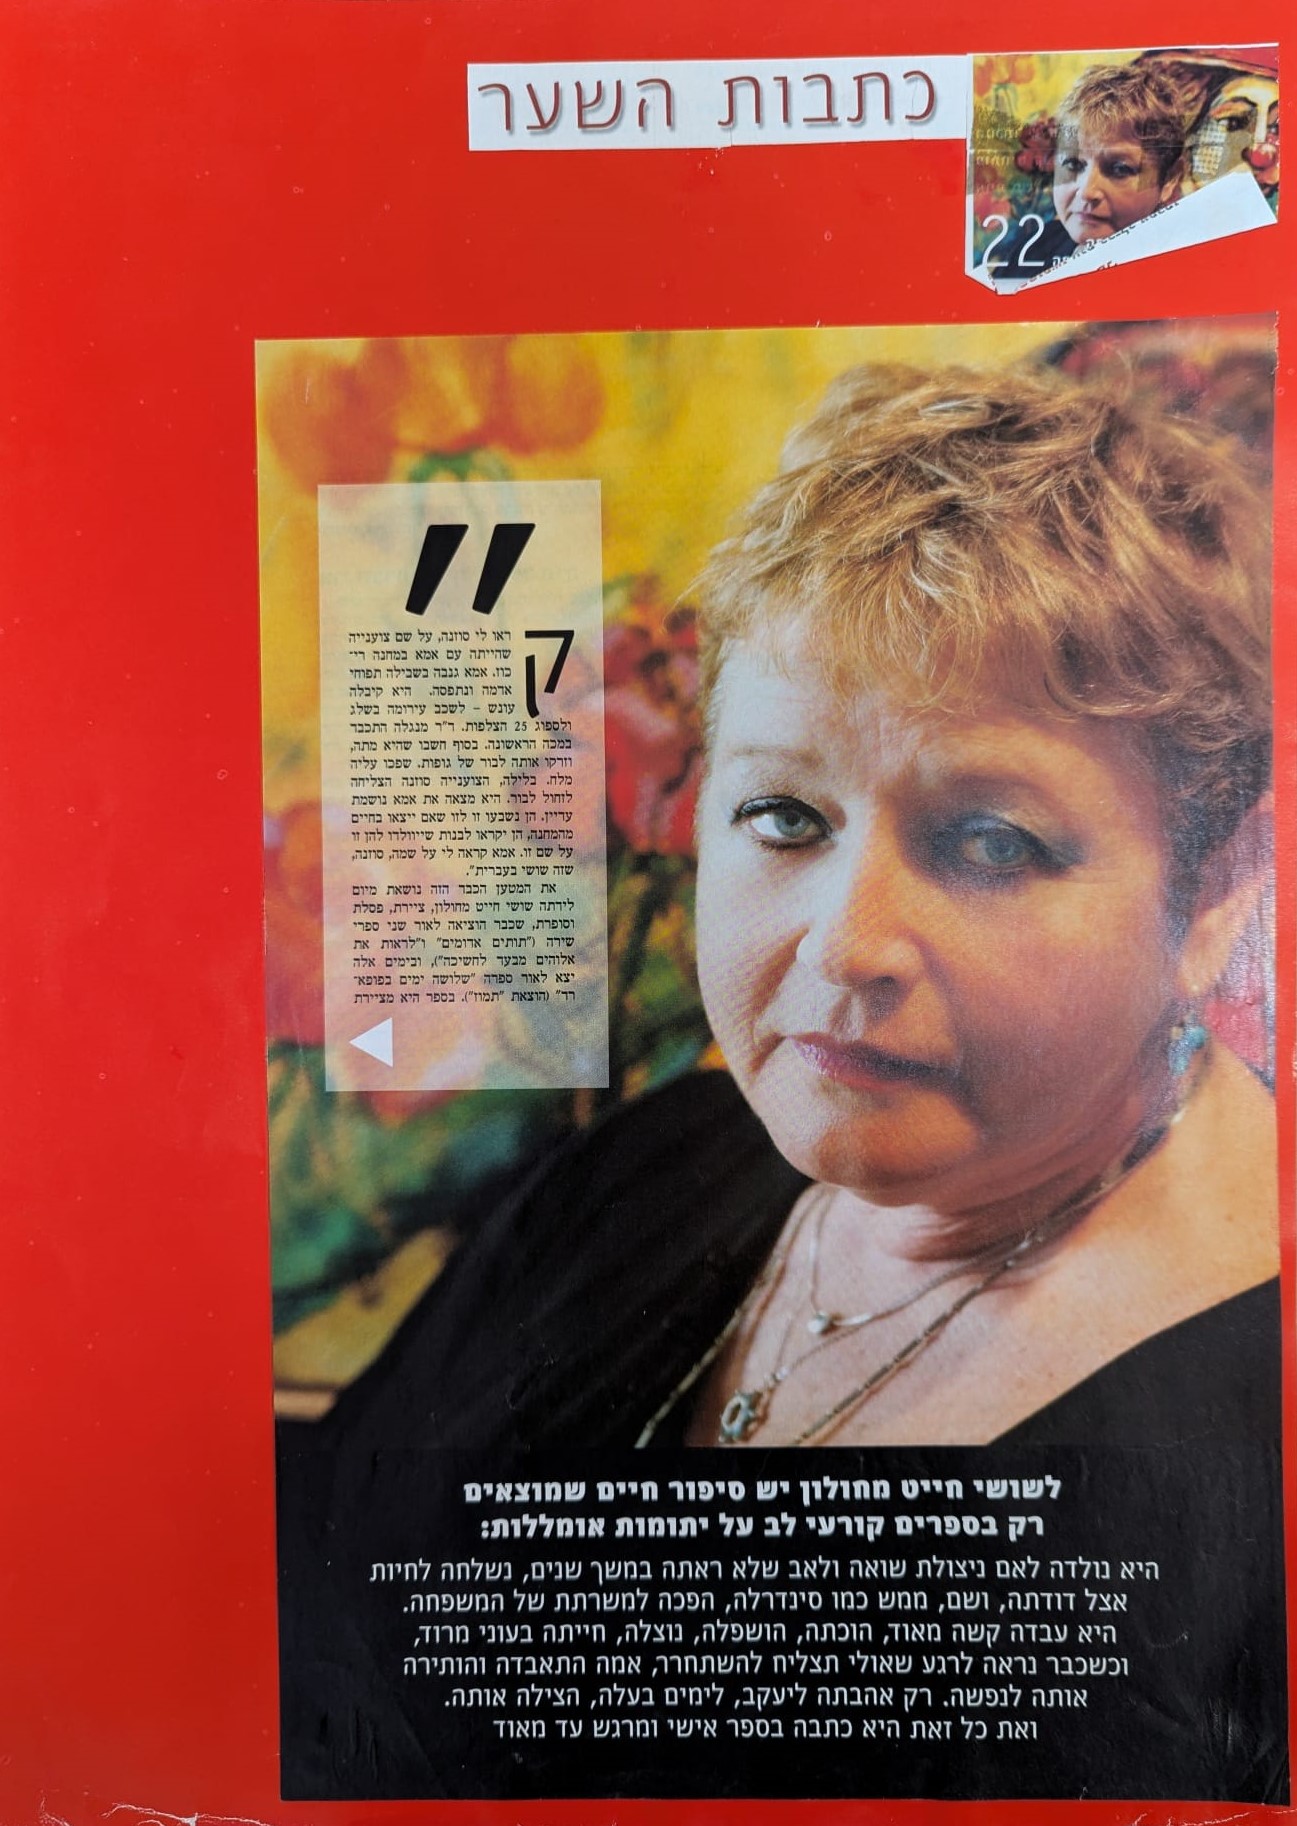 כתבות השער
22
"קראו לי סוזנה, על שם צוענייה
שהייתה עם אמא במחנה רי־
כוז. אמא גנבה בשבילה תפוחי
אדמה ונתפסה. היא קיבלה
עונש – לשכב עירומה בשלג
ולספוג 25 הצלפות. ד"ר מנגלה התכבד
במכה הראשונה. בסוף חשבו שהיא מתה,
וזרקו אותה לבור של גופות. שפכו עליה
מלח. בלילה, הצוענייה סוזנה הצליחה
לזחול לבור. היא מצאה את אמא נושמת
עדיין. הן נשבעו זו לזו שאם ייצאו בחיים
מהמחנה, הן יקראו לבנות שייוולדו להן זו
על שם זו. אמא קראה לי על שמה, סוזנה,
שזה שושי בעברית".
את המטען הכבד הזה נושאת מיום
לידתה שושי חייט מחולון, ציירת, פסלת
וסופרת, שכבר הוציאה לאור שני ספרי
שירה ("תותים אדומים" ו"לראות את
אלוהים מבעד לחשיכה"), ובימים אלה
יצא לאור ספרה "שלושה ימים בפופא־
רד" (הוצאת "תמוז"). בספר היא מציירת
לשושי חייט מחולון יש סיפור חיים שמוצאים
רק בספרים קורעי לב על יתומות אומללות:
היא נולדה לאם ניצולת שואה ולאב שלא ראתה במשך שנים, נשלחה לחיות
אצל דודתה, ושם, ממש כמו סינדרלה, הפכה למשרתת של המשפחה.
היא עבדה קשה מאוד, הוכתה, הושפלה, נוצלה, חייתה בעוני מרוד,
וכשכבר נראה לרגע שאולי תצליח להשתחרר, אמה התאבדה והותירה
אותה לנפשה. רק אהבתה ליעקב, לימים בעלה, הצילה אותה.
ואת כל זאת היא כתבה בספר אישי ומרגש עד מאוד